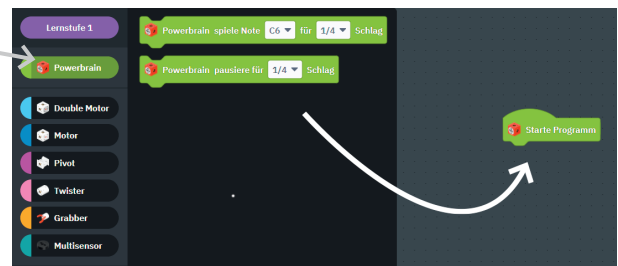 Lernstufe 1
Powerbrain
Double Motor
Motor
Pivot
Twister
Grabber
Multisensor
Powerbrain spiele Note C6 für 1/4 Schlag
Powerbrain pausiere für 1/4 Schlag
Starte Programm